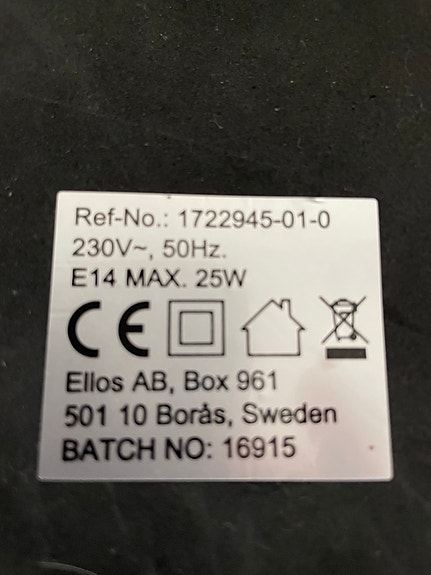 Ref-No.: 1722945-01-0
230V~, 50Hz.
E14 MAX. 25W
CE
Ellos AB, Box 961
501 10 Borås, Sweden
BATCH NO: 16915